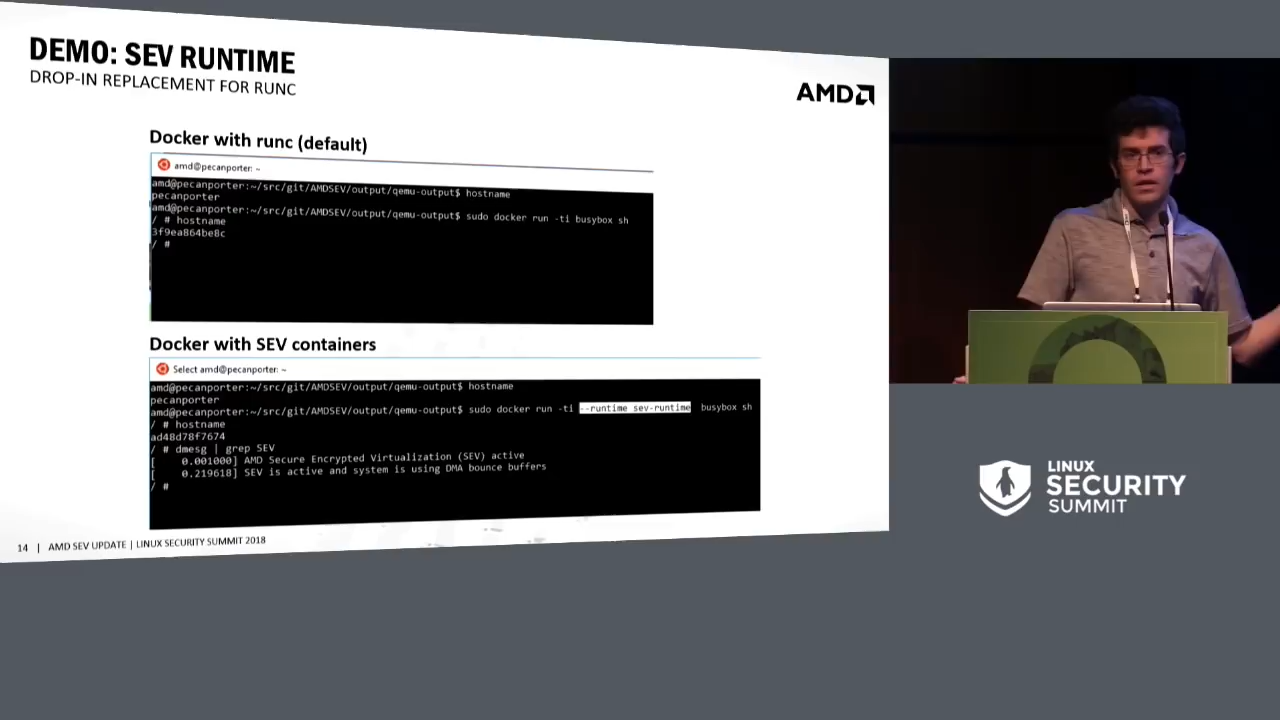 DEMO: SEV RUNTIME
DROP-IN REPLACEMENT FOR RUNC
AMD
Docker with runc (default)
amd@pecanporter: ~
amd@pecanporter:~/src/git/AMDSEV/output/qemu-output$ hostname
pecanporter
amd@pecanporter:~/src/git/AMDSEV/output/qemu-output$ sudo docker run -ti busybox sh
/ # hostname
3f9ea864be8c
/ #
Docker with SEV containers
Select amd@pecanporter: ~
amd@pecanporter:~/src/git/AMDSEV/output/qemu-output$ hostname
pecanporter
amd@pecanporter:~/src/git/AMDSEV/output/qemu-output$ sudo docker run -ti --runtime sev-runtime busybox sh
/ # hostname
ad48d78f7674
/ # dmesg | grep SEV
[ 0.001000] AMD Secure Encrypted Virtualization (SEV) active
[ 0.219618] SEV is active and system is using DMA bounce buffers
/ #
14 | AMD SEV UPDATE | LINUX SECURITY SUMMIT 2018
LINUX
SECURITY
SUMMIT